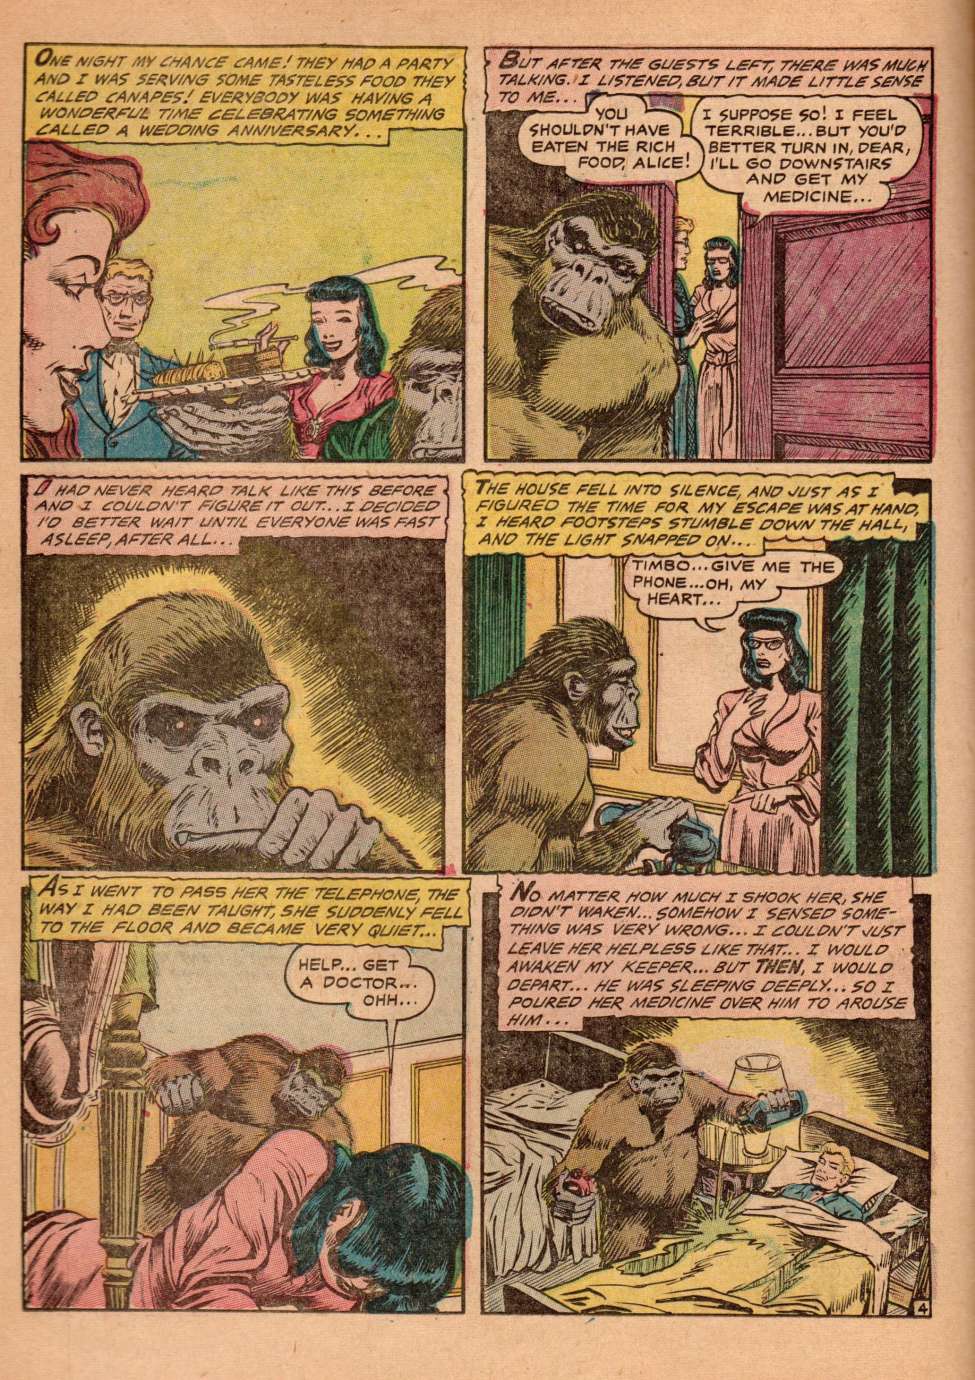 ONE NIGHT MY CHANCE CAME! THEY HAD A PARTY
AND I WAS SERVING SOME TASTELESS FOOD THEY
CALLED CANAPES! EVERYBODY WAS HAVING A
WONDERFUL TIME CELEBRATING SOMETHING
CALLED A WEDDING ANNIVERSARY...
BUT AFTER THE GUESTS LEFT, THERE WAS MUCH
TALKING. I LISTENED, BUT IT MADE LITTLE SENSE
TO ME...
YOU
SHOULDN'T HAVE
EATEN THE RICH
FOOD, ALICE!
I SUPPOSE SO! I FEEL
TERRIBLE...BUT YOU'D
BETTER TURN IN, DEAR,
I'LL GO DOWNSTAIRS
AND GET MY
MEDICINE...
I HAD NEVER HEARD TALK LIKE THIS BEFORE
AND I COULDN'T FIGURE IT OUT...I DECIDED
I'D BETTER WAIT UNTIL EVERYONE WAS FAST
ASLEEP, AFTER ALL...
THE HOUSE FELL INTO SILENCE, AND JUST AS I
FIGURED THE TIME FOR MY ESCAPE WAS AT HAND,
I HEARD FOOTSTEPS STUMBLE DOWN THE HALL,
AND THE LIGHT SNAPPED ON...
TIMBO...GIVE ME THE
PHONE...OH, MY
HEART...
AS I WENT TO PASS HER THE TELEPHONE, THE
WAY I HAD BEEN TAUGHT, SHE SUDDENLY FELL
TO THE FLOOR AND BECAME VERY QUIET...
HELP... GET
A DOCTOR...
OHH...
NO MATTER HOW MUCH I SHOOK HER, SHE
DIDN'T WAKEN... SOMEHOW I SENSED SOME-
THING WAS VERY WRONG... I COULDN'T JUST
LEAVE HER HELPLESS LIKE THAT... I WOULD
AWAKEN MY KEEPER... BUT THEN, I WOULD
DEPART... HE WAS SLEEPING DEEPLY... SO I
POURED HER MEDICINE OVER HIM TO AROUSE
HIM...
4